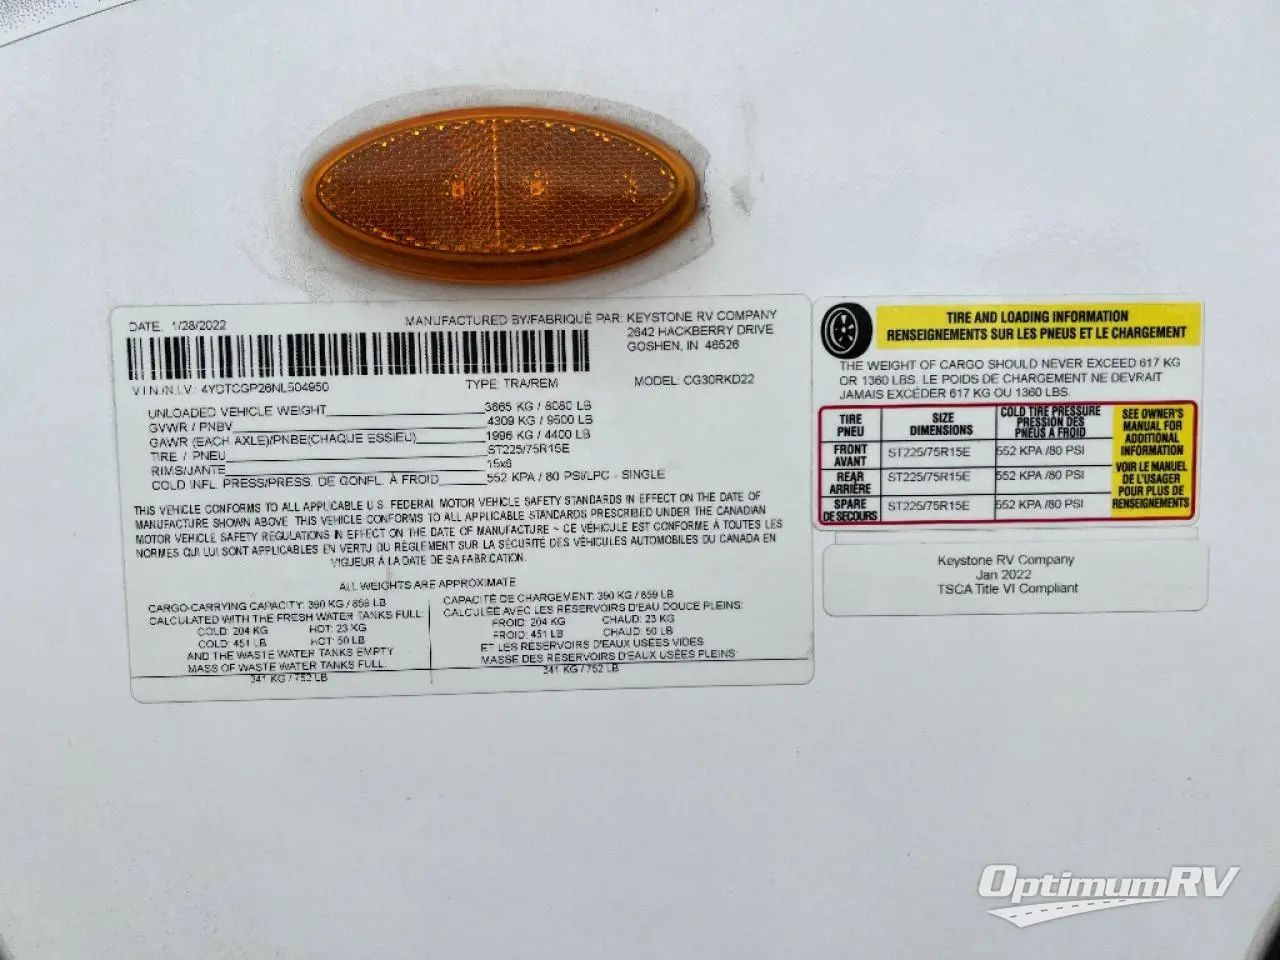 DATE. 1/28/2022
MANUFACTURED BY/FABRIQUÉ PAR: KEYSTONE RV COMPANY
2642 HACKBERRY DRIVE
GOSHEN, IN 46526
V I N /N.I.V.: 4YDTCGP26NL504950 TYPE: TRA/REM MODEL: CG30RKD22
UNLOADED VEHICLE WEIGHT 3665 KG / 8080 LB
GVWR / PNBV 4309 KG / 9500 LB
GAWR (EACH AXLE)/PNBE(CHAQUE ESSIEU) 1996 KG / 4400 LB
TIRE / PNEU ST225/75R15E
RIMS/JANTE 15x6
COLD INFL. PRESS/PRESS. DE GONFL. À FROID 552 KPA / 80 PSI/LPC - SINGLE
THIS VEHICLE CONFORMS TO ALL APPLICABLE U.S. FEDERAL MOTOR VEHICLE SAFETY STANDARDS IN EFFECT ON THE DATE OF
MANUFACTURE SHOWN ABOVE. THIS VEHICLE CONFORMS TO ALL APPLICABLE STANDARDS PRESCRIBED UNDER THE CANADIAN
MOTOR VEHICLE SAFETY REGULATIONS IN EFFECT ON THE DATE OF MANUFACTURE ~ CE VÉHICULE EST CONFORME À TOUTES LES
NORMES QUI LUI SONT APPLICABLES EN VERTU DU RÈGLEMENT SUR LA SÉCURITÉ DES VÉHICULES AUTOMOBILES DU CANADA EN
VIGUEUR À LA DATE DE SA FABRICATION.
ALL WEIGHTS ARE APPROXIMATE
CARGO-CARRYING CAPACITY: 390 KG / 859 LB
CALCULATED WITH THE FRESH WATER TANKS FULL:
COLD: 204 KG HOT: 23 KG
COLD: 451 LB HOT: 50 LB
AND THE WASTE WATER TANKS EMPTY
MASS OF WASTE WATER TANKS FULL:
341 KG / 752 LB
CAPACITÉ DE CHARGEMENT: 390 KG / 859 LB
CALCULÉE AVEC LES RÉSERVOIRS D'EAU DOUCE PLEINS:
FROID: 204 KG CHAUD: 23 KG
FROID: 451 LB CHAUD: 50 LB
ET LES RÉSERVOIRS D'EAUX USÉES VIDES
MASSE DES RÉSERVOIRS D'EAUX USÉES PLEINS:
341 KG / 752 LB
TIRE AND LOADING INFORMATION
RENSEIGNEMENTS SUR LES PNEUS ET LE CHARGEMENT
THE WEIGHT OF CARGO SHOULD NEVER EXCEED 617 KG
OR 1360 LBS. LE POIDS DE CHARGEMENT NE DEVRAIT
JAMAIS EXCÉDER 617 KG OU 1360 LBS.
TIRE
PNEU
SIZE
DIMENSIONS
COLD TIRE PRESSURE
PRESSION DES
PNEUS À FROID
FRONT
AVANT
ST225/75R15E
552 KPA /80 PSI
REAR
ARRIÈRE
ST225/75R15E
552 KPA /80 PSI
SPARE
DE SECOURS
ST225/75R15E
552 KPA /80 PSI
SEE OWNER'S
MANUAL FOR
ADDITIONAL
INFORMATION
VOIR LE MANUEL
DE L'USAGER
POUR PLUS DE
RENSEIGNEMENTS
Keystone RV Company
Jan 2022
TSCA Title VI Compliant
OptimumRV